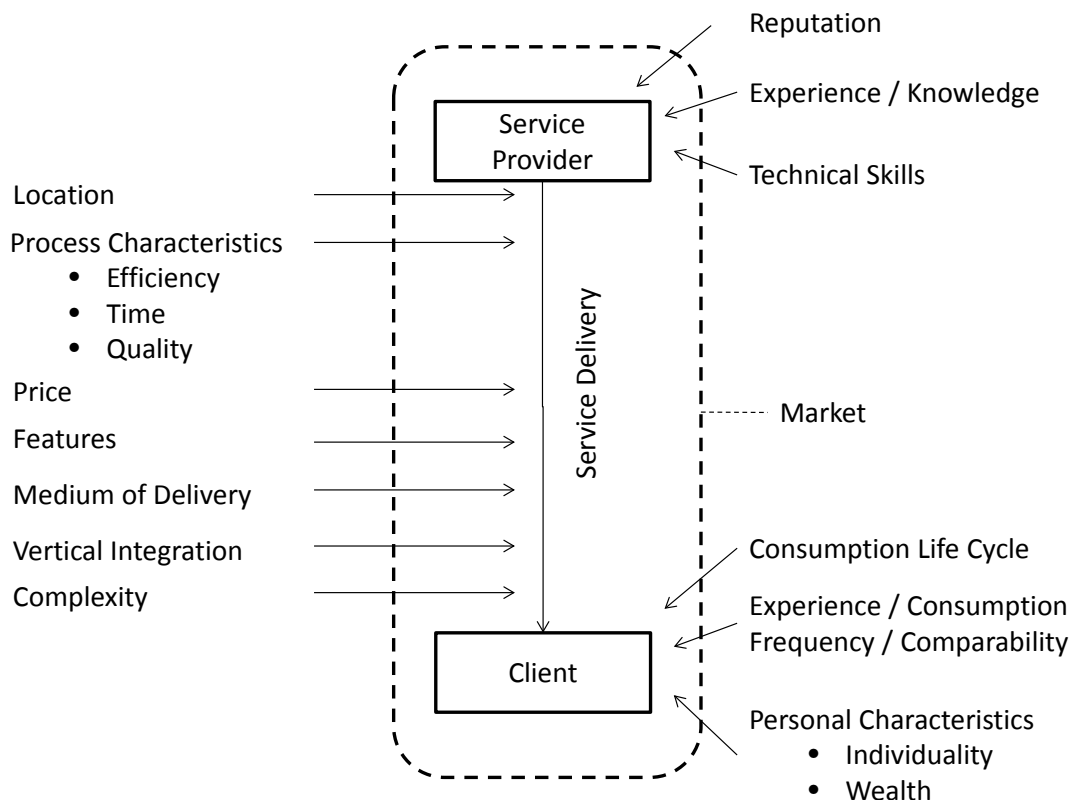 Reputation
Experience / Knowledge
Technical Skills
Service
Provider
Location
Process Characteristics
• Efficiency
• Time
• Quality
Price
Features
Medium of Delivery
Vertical Integration
Complexity
Service Delivery
Market
Consumption Life Cycle
Experience / Consumption
Frequency / Comparability
Client
Personal Characteristics
• Individuality
• Wealth